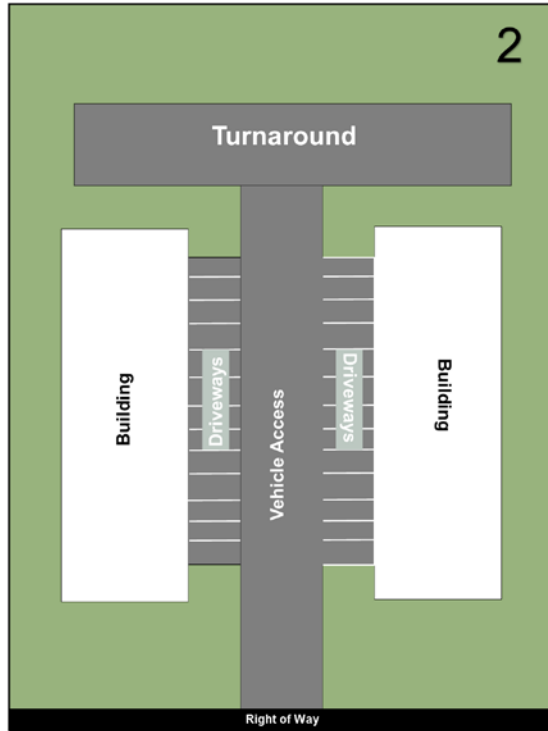 2
Turnaround
Building
Driveways
Vehicle Access
Driveways
Building
Right of Way